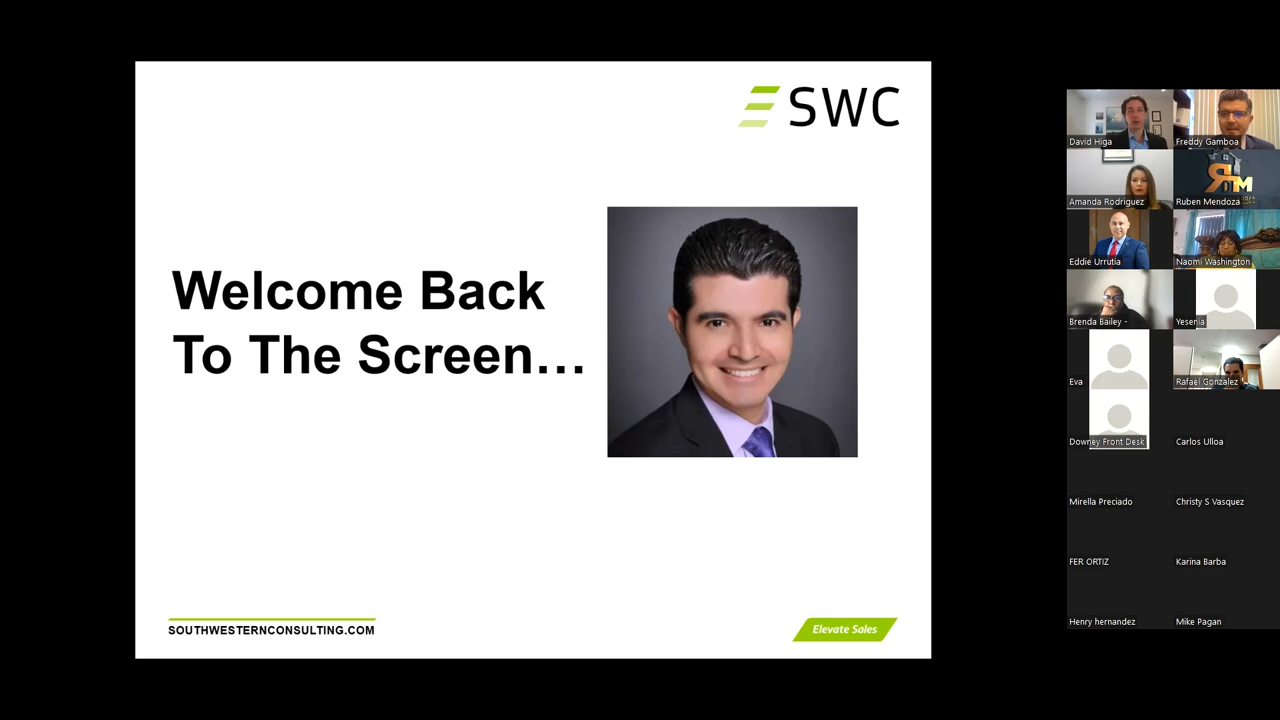 SWC
Welcome Back
To The Screen...
SOUTHWESTERNCONSULTING.COM
Elevate Sales
David Higa
Freddy Gamboa
Amanda Rodriguez
Ruben Mendoza
Eddie Urrutia
Naomi Washington
Brenda Bailey -
Yesenia
Eva
Rafael Gonzalez
Downey Front Desk
Carlos Ulloa
Mirella Preciado
Christy S Vasquez
FER ORTIZ
Karina Barba
Henry hernandez
Mike Pagan